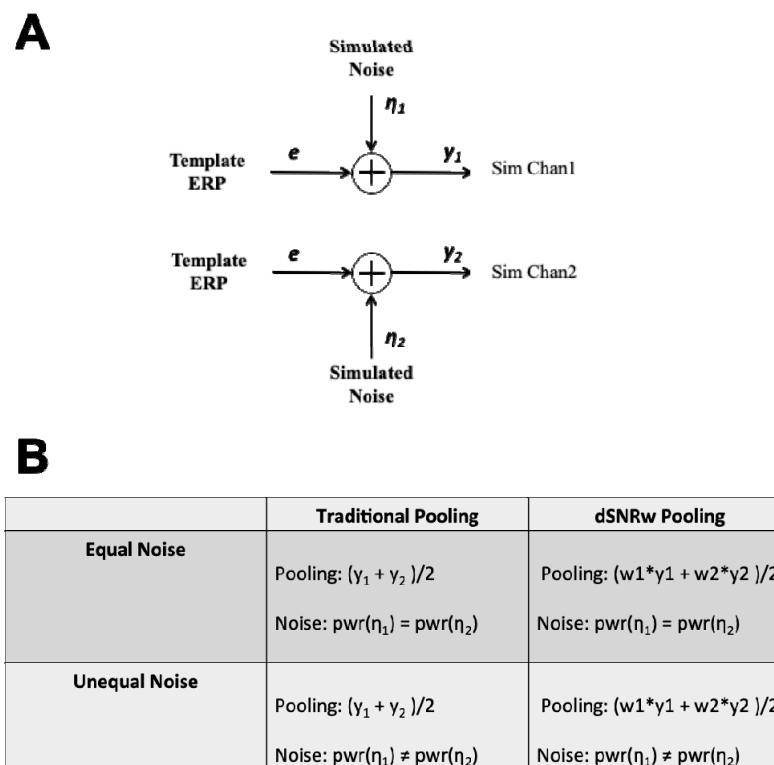 A
Simulated
Noise
η1
Template
ERP
e
+
y1
Sim Chan1
Template
ERP
e
+
y2
Sim Chan2
η2
Simulated
Noise
B
Traditional Pooling
dSNRw Pooling
Equal Noise
Pooling: (y₁ + y₂ )/2
Pooling: (w1*y1 + w2*y2 )/2
Noise: pwr(η₁) = pwr(η₂)
Noise: pwr(η₁) = pwr(η₂)
Unequal Noise
Pooling: (y₁ + y₂ )/2
Pooling: (w1*y1 + w2*y2 )/2
Noise: pwr(η₁) ≠ pwr(η₂)
Noise: pwr(η₁) ≠ pwr(η₂)